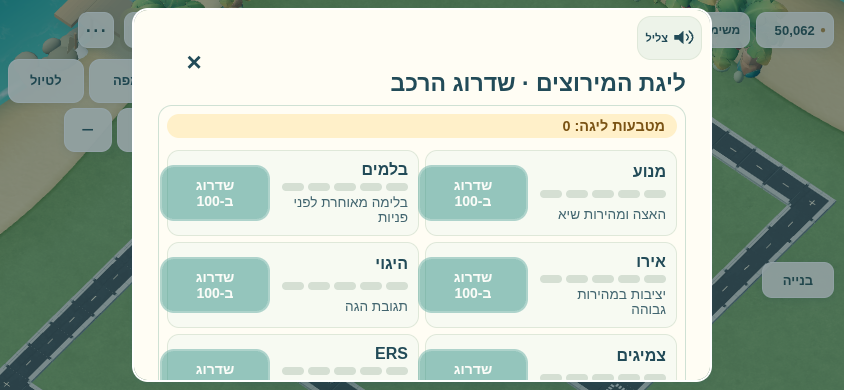 50,062
משימ
צליל
×
...
לטיול
מפה
—
בנייה
ליגת המירוצים · שדרוג הרכב
מטבעות ליגה: 0
מנוע
האצה ומהירות שיא
שדרוג
ב-100
בלמים
בלימה מאוחרת לפני
פניות
שדרוג
ב-100
אירו
יציבות במהירות
גבוהה
שדרוג
ב-100
היגוי
תגובת הגה
שדרוג
ב-100
צמיגים
שדרוג
ERS
שדרוג